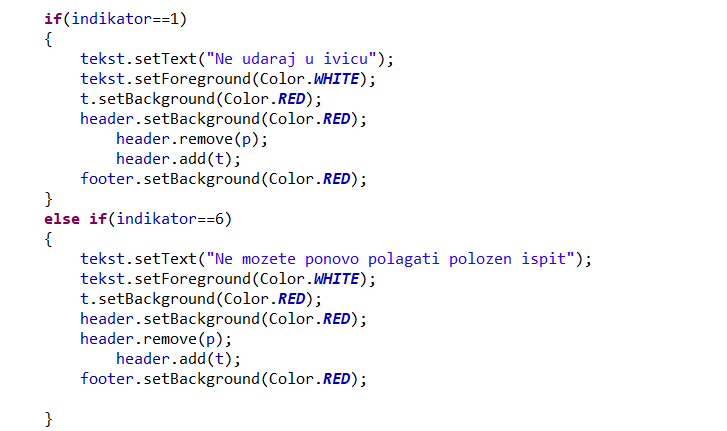 if(indikator==1)
{
    tekst.setText("Ne udaraj u ivicu");
    tekst.setForeground(Color.WHITE);
    t.setBackground(Color.RED);
    header.setBackground(Color.RED);
        header.remove(p);
        header.add(t);
    footer.setBackground(Color.RED);
}
else if(indikator==6)
{
    tekst.setText("Ne mozete ponovo polagati polozen ispit");
    tekst.setForeground(Color.WHITE);
    t.setBackground(Color.RED);
    header.setBackground(Color.RED);
    header.remove(p);
        header.add(t);
    footer.setBackground(Color.RED);

}